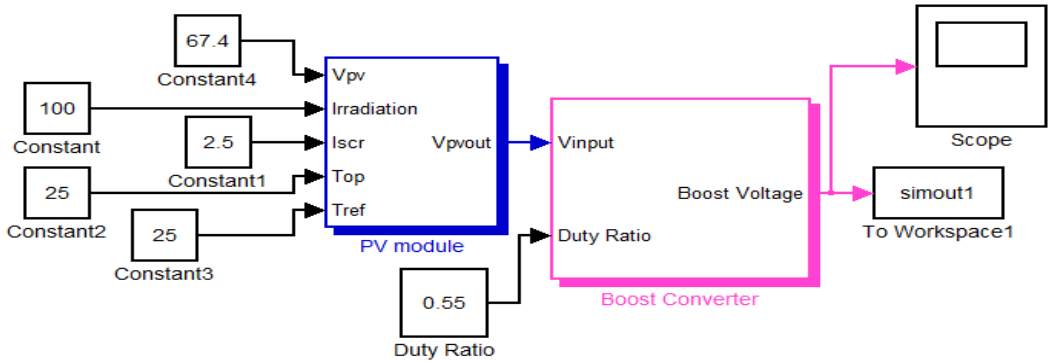 67.4
Constant4
100
Constant
2.5
Constant1
25
Constant2
25
Constant3
Vpv
Irradiation
Iscr
Top
Tref
Vpvout
PV module
0.55
Duty Ratio
Vinput
Duty Ratio
Boost Voltage
Boost Converter
Scope
simout1
To Workspace1